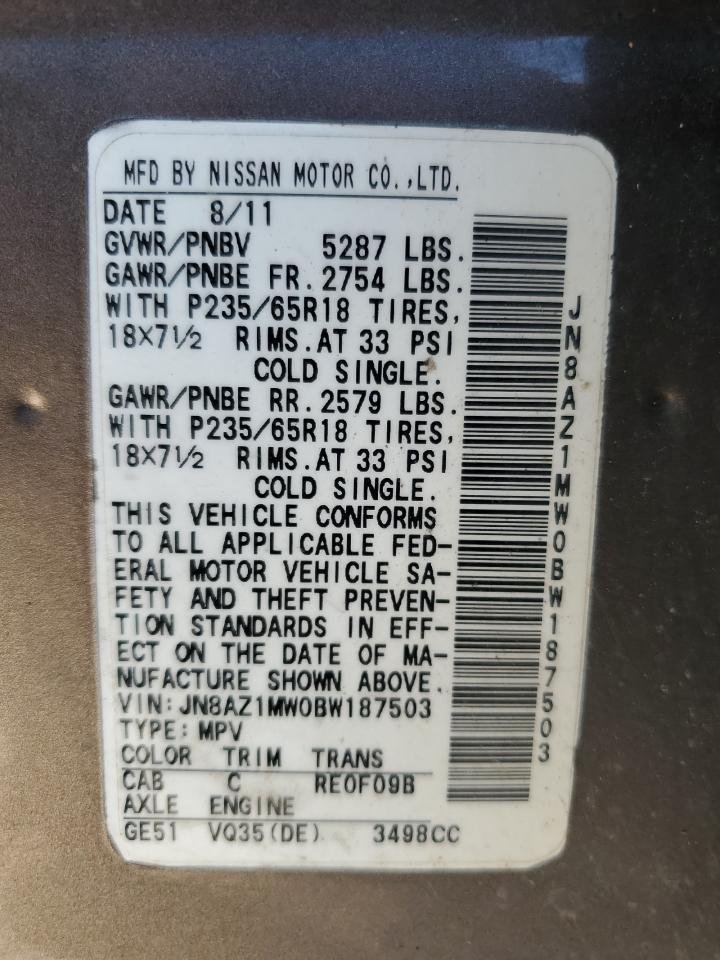 MFD BY NISSAN MOTOR CO.,LTD.
DATE 8/11
GVWR/PNBV 5287 LBS.
GAWR/PNBE FR.2754 LBS.
WITH P235/65R18 TIRES,
18X7½ RIMS.AT 33 PSI
COLD SINGLE.
GAWR/PNBE RR.2579 LBS.
WITH P235/65R18 TIRES,
18X7½ RIMS.AT 33 PSI
COLD SINGLE.
THIS VEHICLE CONFORMS
TO ALL APPLICABLE FED-
ERAL MOTOR VEHICLE SA-
FETY AND THEFT PREVEN-
TION STANDARDS IN EFF-
ECT ON THE DATE OF MA-
NUFACTURE SHOWN ABOVE.
VIN:JN8AZ1MW0BW187503
TYPE:MPV
COLOR TRIM TRANS
CAB C RE0F09B
AXLE ENGINE
GE51 VQ35(DE) 3498CC
JN8AZ1MW0BW187503